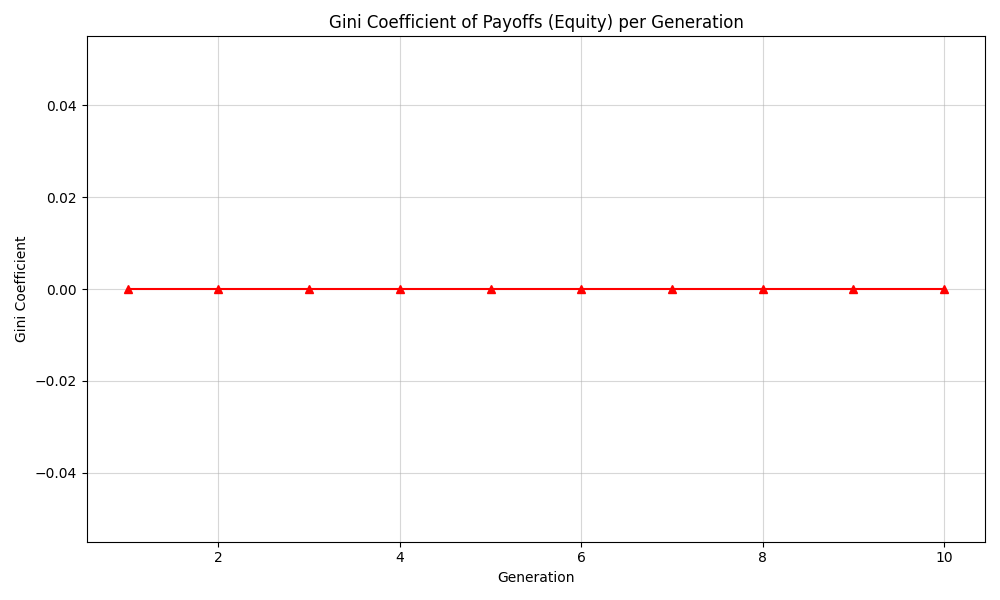 Gini Coefficient of Payoffs (Equity) per Generation
Gini Coefficient
0.04
0.02
0.00
−0.02
−0.04
2 4 6 8 10
Generation